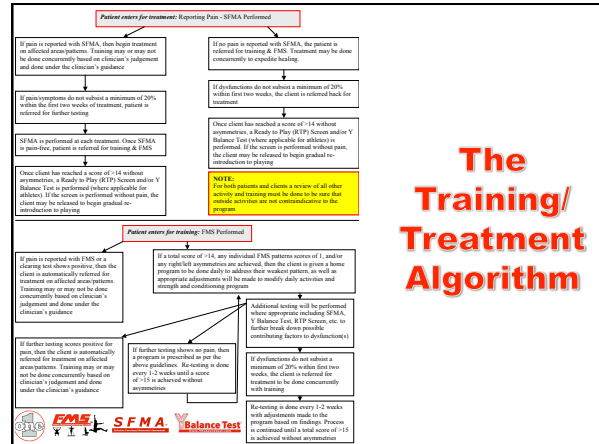 Patient enters for treatment: Reporting Pain - SFMA Performed
If pain is reported with SFMA, then begin treatment
on affected areas/patterns. Training may or may not
be done concurrently based on clinician's judgement
and done under the clinician's guidance
If pain/symptoms do not subsist a minimum of 20%
within the first two weeks of treatment, patient is
referred for further testing
SFMA is performed at each treatment. Once SFMA
is pain-free, patient is referred for training & FMS
Once client has reached a score of >14 without
asymmetries, a Ready to Play (RTP) Screen and/or Y
Balance Test is performed (where applicable for
athletes). If the screen is performed without pain, the
client may be released to begin gradual re-
introduction to playing
If no pain is reported with SFMA, the patient is
referred for training & FMS. Treatment may be done
concurrently to expedite healing.
If dysfunctions do not subsist a minimum of 20%
within first two weeks, the client is referred back for
treatment
Once client has reached a score of >14 without
asymmetries, a Ready to Play (RTP) Screen and/or Y
Balance Test (where applicable for athletes) is
performed. If the screen is performed without pain,
the client may be released to begin gradual re-
introduction to playing
NOTE:
For both patients and clients a review of all other
activity and training must be done to be sure that
outside activities are not contraindicative to the
program
The
Training/
Treatment
Algorithm
Patient enters for training: FMS Performed
If pain is reported with FMS or a
clearing test shows positive, then the
client is automatically referred for
treatment on affected areas/patterns.
Training may or may not be done
concurrently based on clinician's
judgement and done under the
clinician's guidance
If a total score of >14, any individual FMS patterns scores of 1, and/or
any right/left asymmetries are achieved, then the client is given a home
program to be done daily to address their weakest pattern, as well as
appropriate adjustments will be made to modify daily activities and
strength and conditioning program
Additional testing will be performed
where appropriate including SFMA,
Y Balance Test, RTP Screen, etc. to
further break down possible
contributing factors to dysfunction(s)
If further testing scores positive for
pain, then the client is automatically
referred for treatment on affected
areas/patterns. Training may or may
not be done concurrently based on
clinician's judgement and done
under the clinician's guidance
If further testing shows no pain, then
a program is prescribed as per the
above guidelines. Re-testing is done
every 1-2 weeks until a score
of >15 is achieved without
asymmetries
If dysfunctions do not subsist a
minimum of 20% within first two
weeks, the client is referred for
treatment to be done concurrently
with training
Re-testing is done every 1-2 weeks
with adjustments made to the
program based on findings. Process
is continued until a total score of >15
is achieved without asymmetries
FMS
SFMA
Y Balance Test